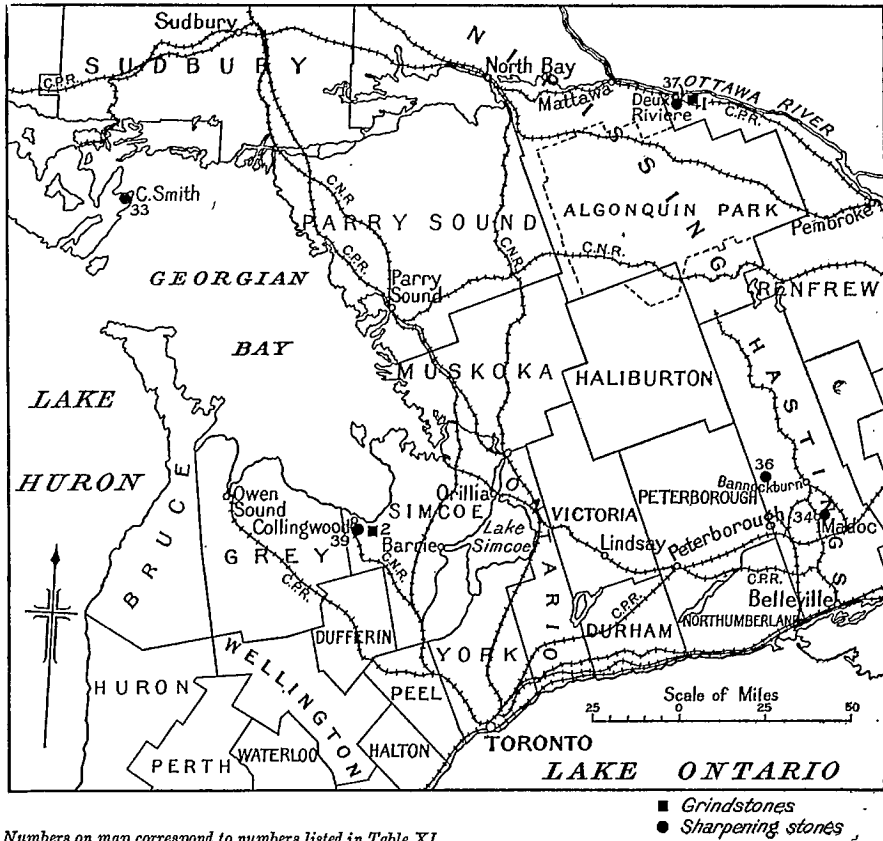 Sudbury
SUDBURY
C.P.R.
NIPISSING
North Bay
Mattawa
37
OTTAWA RIVER
Deux
Riviere
1
C.P.R.
C. Smith
33
C.N.R.
PARRY SOUND
ALGONQUIN PARK
Pembroke
GEORGIAN
BAY
C.P.R.
C.N.R.
C.N.R.
Parry
Sound
RENFREW
LAKE
HURON
MUSKOKA
HALIBURTON
HASTINGS
BRUCE
Owen
Sound
GREY
Collingwood
39
2
SIMCOE
Orillia
Barrie
Lake
Simcoe
ONTARIO
VICTORIA
Lindsay
PETERBOROUGH
Peterborough
36
Bannockburn
34
Madoc
C.P.R.
C.N.R.
C.P.R.
C.P.R.
Belleville
NORTHUMBERLAND
DURHAM
DUFFERIN
YORK
WELLINGTON
PEEL
HURON
PERTH
WATERLOO
HALTON
TORONTO
Scale of Miles
25 0 25 50
LAKE ONTARIO
■ Grindstones
● Sharpening stones
Numbers on map correspond to numbers listed in Table XI